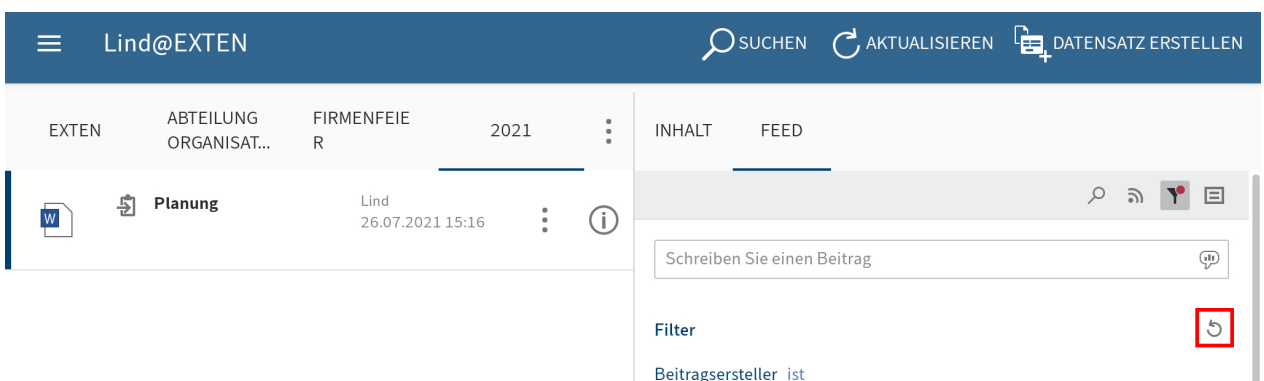 Lind@EXTEN
SUCHEN
AKTUALISIEREN
DATENSATZ ERSTELLEN
EXTEN
ABTEILUNG
ORGANISAT...
FIRMENFEIE
R
2021
INHALT
FEED
W
Planung
Lind
26.07.2021 15:16
Schreiben Sie einen Beitrag
Filter
Beitragsersteller ist